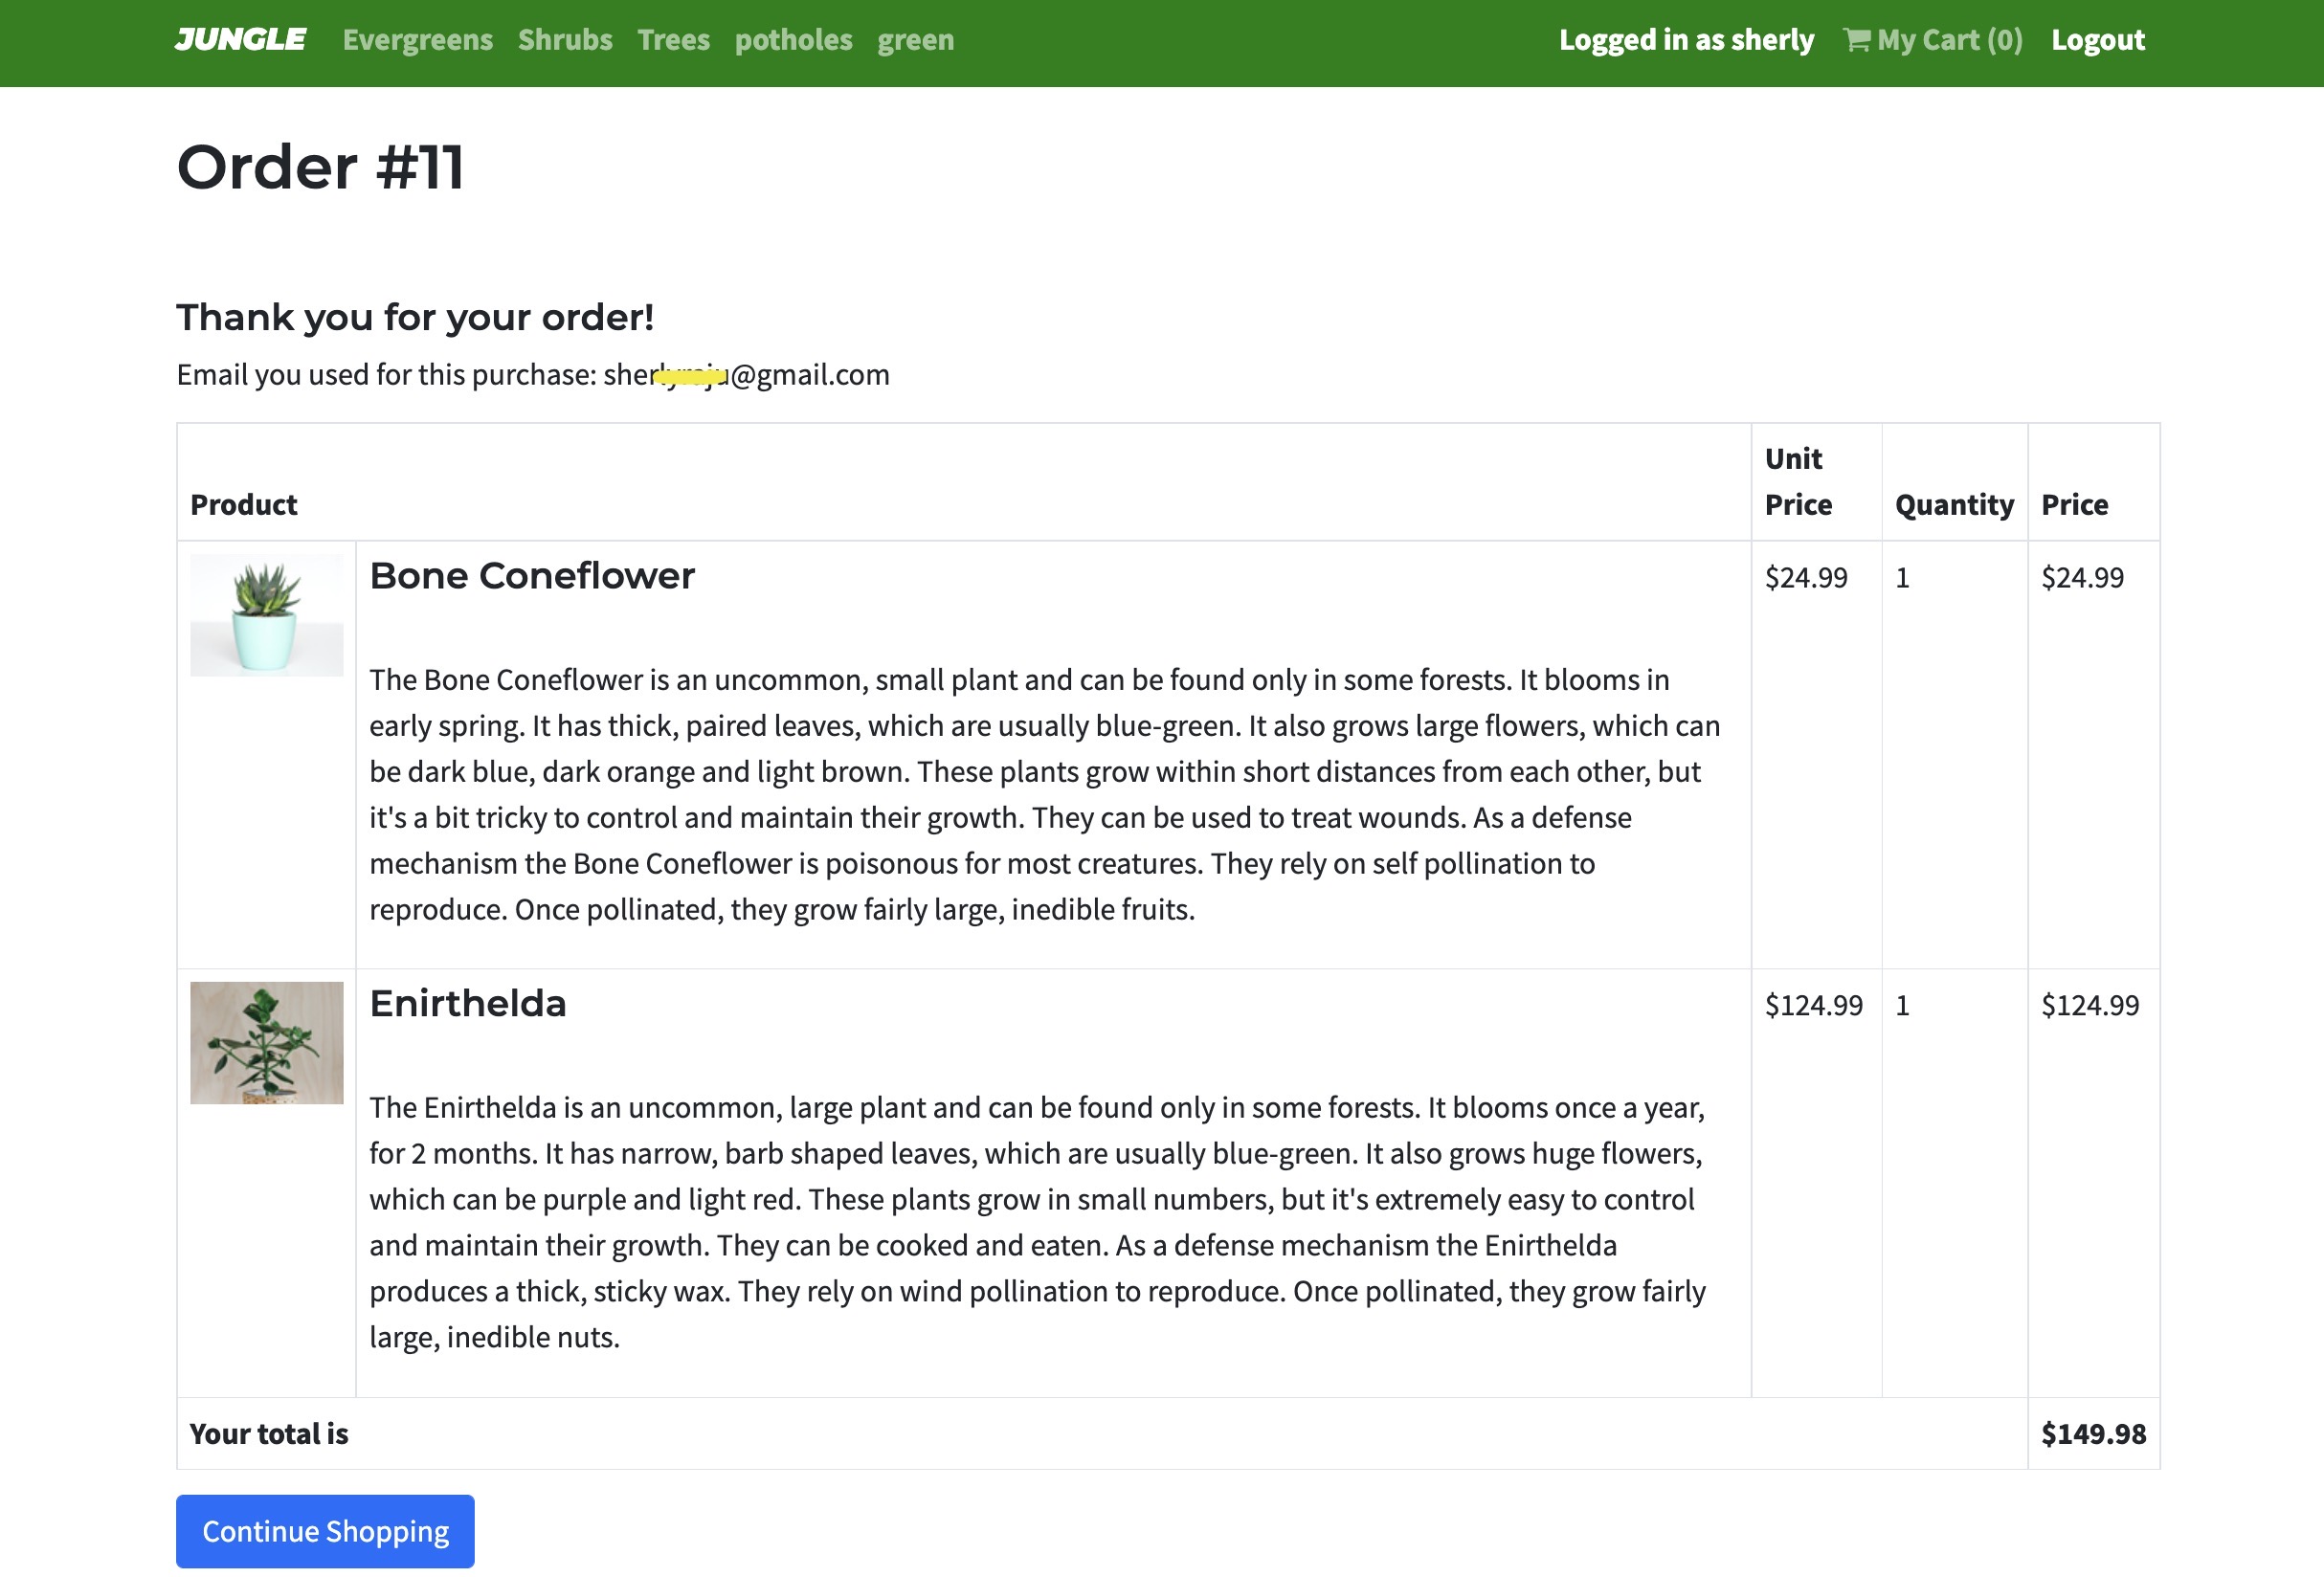 JUNGLE Evergreens Shrubs Trees potholes green Logged in as sherly My Cart (0) Logout
Order #11
Thank you for your order!
Email you used for this purchase: @gmail.com
Product Unit Price Quantity Price
Bone Coneflower $24.99 1 $24.99
The Bone Coneflower is an uncommon, small plant and can be found only in some forests. It blooms in
early spring. It has thick, paired leaves, which are usually blue-green. It also grows large flowers, which can
be dark blue, dark orange and light brown. These plants grow within short distances from each other, but
it's a bit tricky to control and maintain their growth. They can be used to treat wounds. As a defense
mechanism the Bone Coneflower is poisonous for most creatures. They rely on self pollination to
reproduce. Once pollinated, they grow fairly large, inedible fruits.
Enirthelda $124.99 1 $124.99
The Enirthelda is an uncommon, large plant and can be found only in some forests. It blooms once a year,
for 2 months. It has narrow, barb shaped leaves, which are usually blue-green. It also grows huge flowers,
which can be purple and light red. These plants grow in small numbers, but it's extremely easy to control
and maintain their growth. They can be cooked and eaten. As a defense mechanism the Enirthelda
produces a thick, sticky wax. They rely on wind pollination to reproduce. Once pollinated, they grow fairly
large, inedible nuts.
Your total is $149.98
Continue Shopping